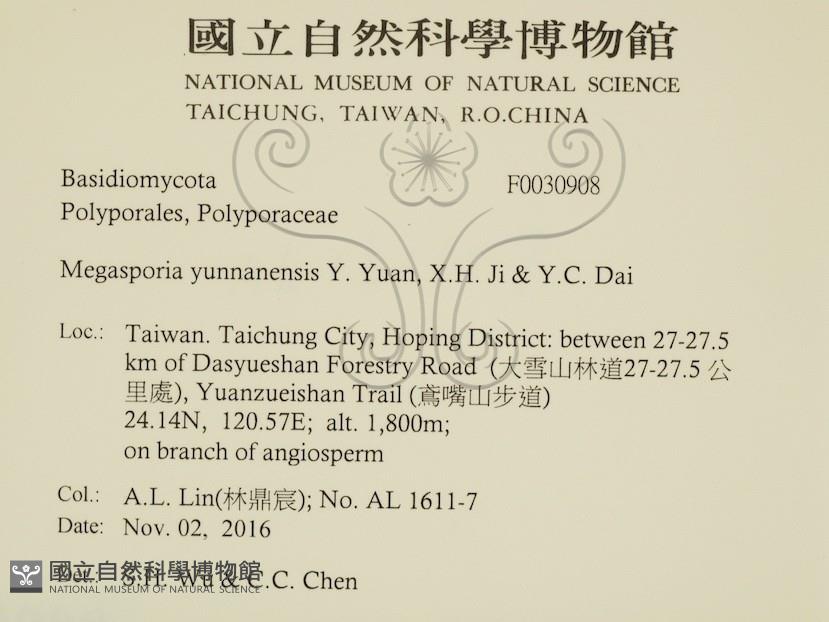 國立自然科學博物館
NATIONAL MUSEUM OF NATURAL SCIENCE
TAICHUNG, TAIWAN, R.O.CHINA
Basidiomycota F0030908
Polyporales, Polyporaceae
Megasporia yunnanensis Y. Yuan, X.H. Ji & Y.C. Dai
Loc.: Taiwan. Taichung City, Hoping District: between 27-27.5
km of Dasyueshan Forestry Road (大雪山林道27-27.5 公
里處), Yuanzueishan Trail (鳶嘴山步道)
24.14N, 120.57E; alt. 1,800m;
on branch of angiosperm
Col.: A.L. Lin(林鼎宸); No. AL 1611-7
Date: Nov. 02, 2016
Det.: S.H. Wu & C.C. Chen
國立自然科學博物館
NATIONAL MUSEUM OF NATURAL SCIENCE